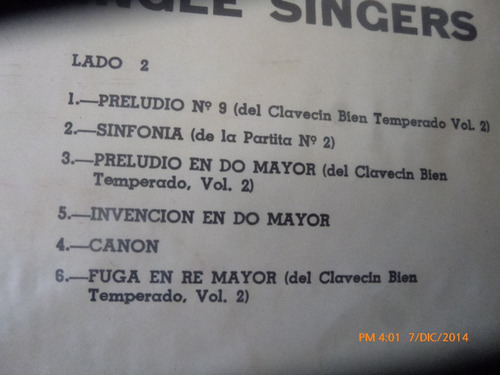 NGLE SINGERS
LADO 2
1.—PRELUDIO Nº 9 (del Clavecin Bien Temperado Vol. 2)
2.—SINFONIA (de la Partita Nº 2)
3.—PRELUDIO EN DO MAYOR (del Clavecin Bien
Temperado, Vol. 2)
5.—INVENCION EN DO MAYOR
4.—CANON
6.—FUGA EN RE MAYOR (del Clavecin Bien
Temperado, Vol. 2)
PM 4:01 7/DIC/2014